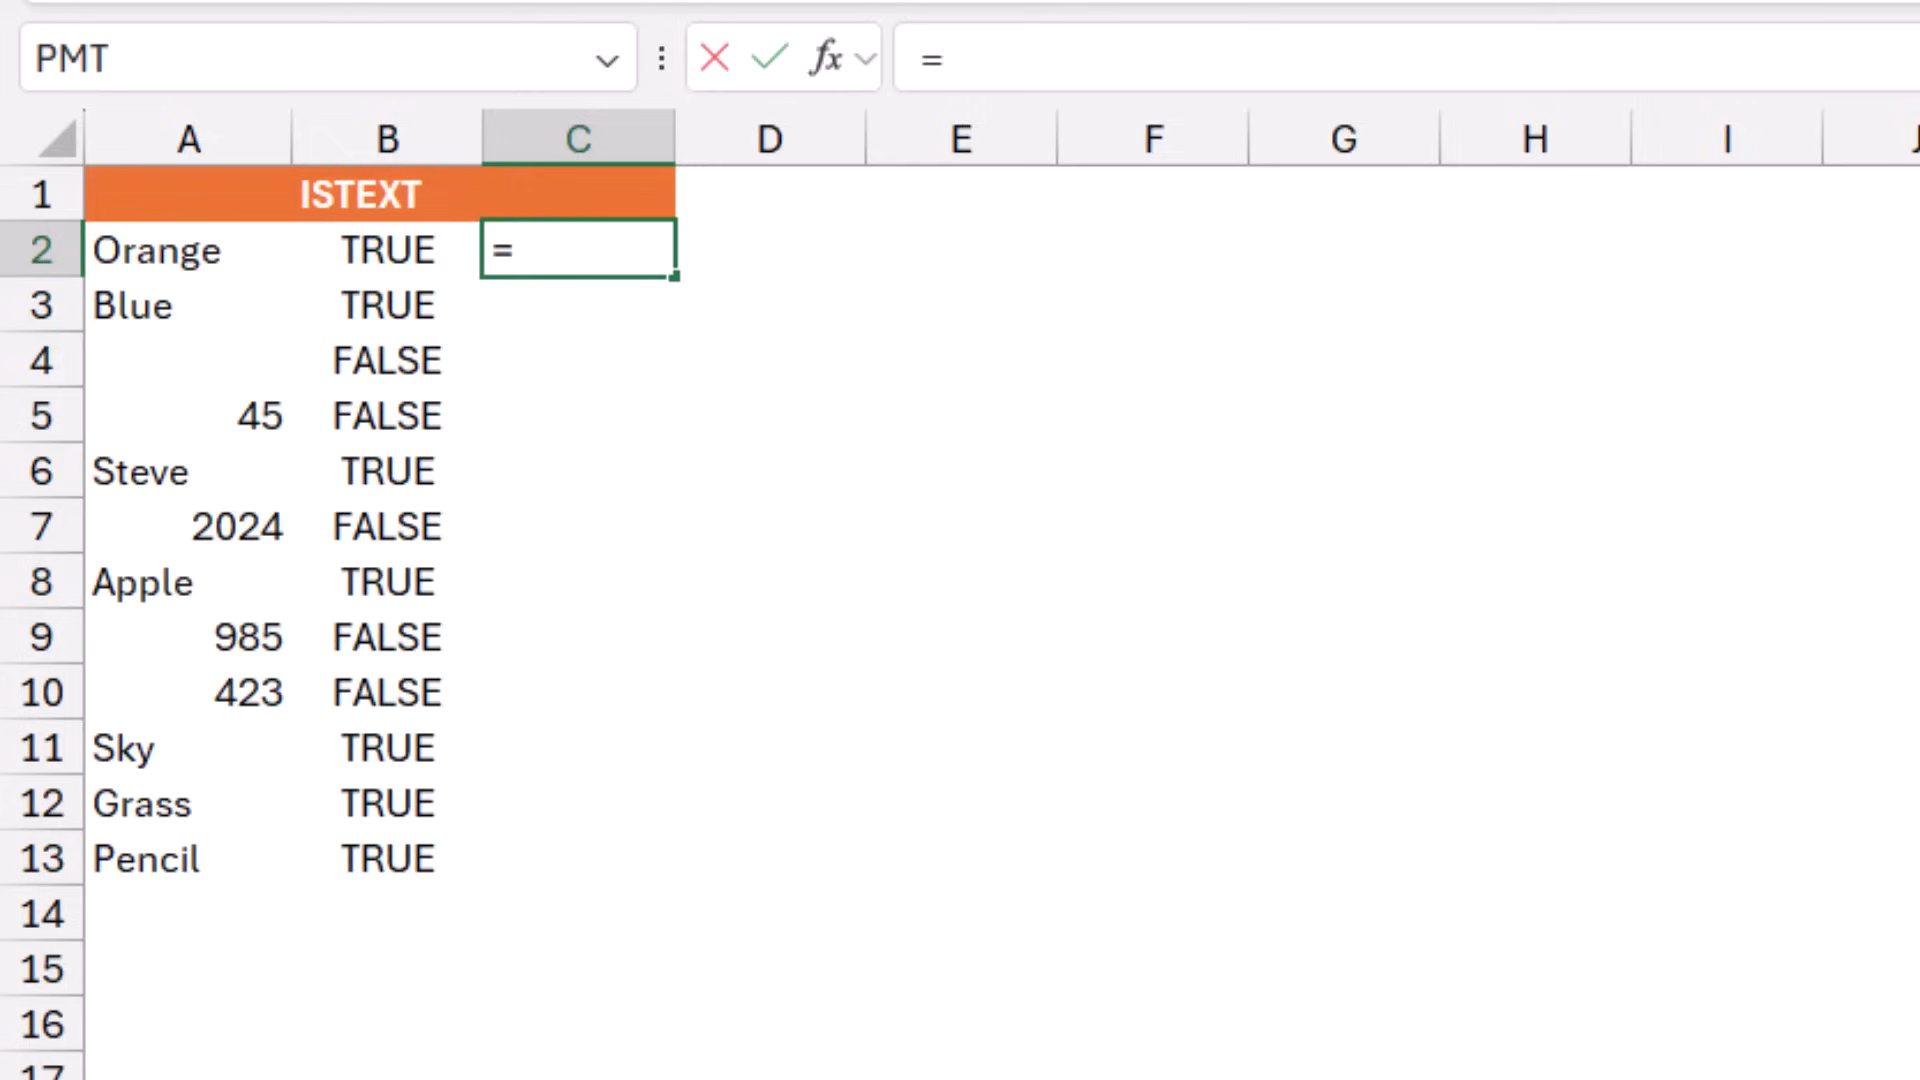 PMT fx =
A B C D E F G H I J
1 ISTEXT
2 Orange TRUE =
3 Blue TRUE
4 FALSE
5 45 FALSE
6 Steve TRUE
7 2024 FALSE
8 Apple TRUE
9 985 FALSE
10 423 FALSE
11 Sky TRUE
12 Grass TRUE
13 Pencil TRUE
14
15
16
17